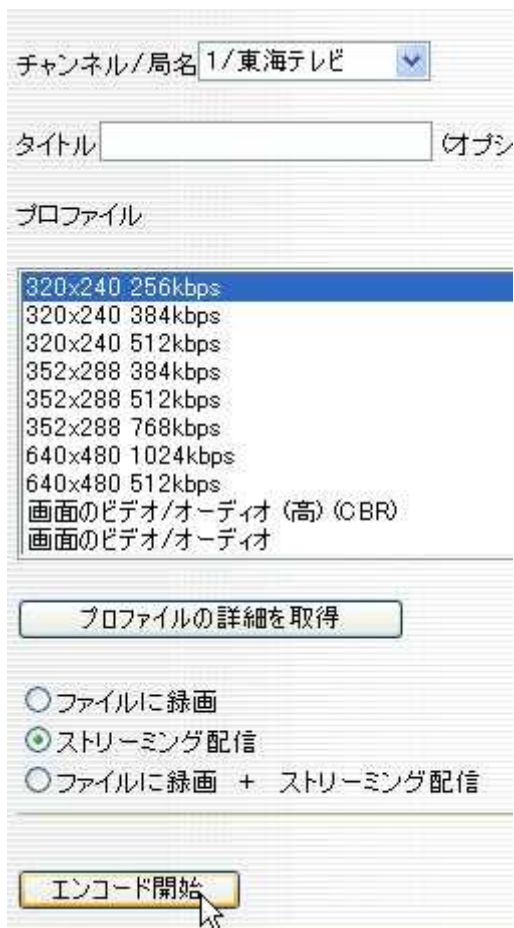 チャンネル/局名 1/東海テレビ
タイトル (オプシ
プロファイル
320x240 256kbps
320x240 384kbps
320x240 512kbps
352x288 384kbps
352x288 512kbps
352x288 768kbps
640x480 1024kbps
640x480 512kbps
画面のビデオ/オーディオ (高) (CBR)
画面のビデオ/オーディオ
プロファイルの詳細を取得
ファイルに録画
ストリーミング配信
ファイルに録画 + ストリーミング配信
エンコード開始